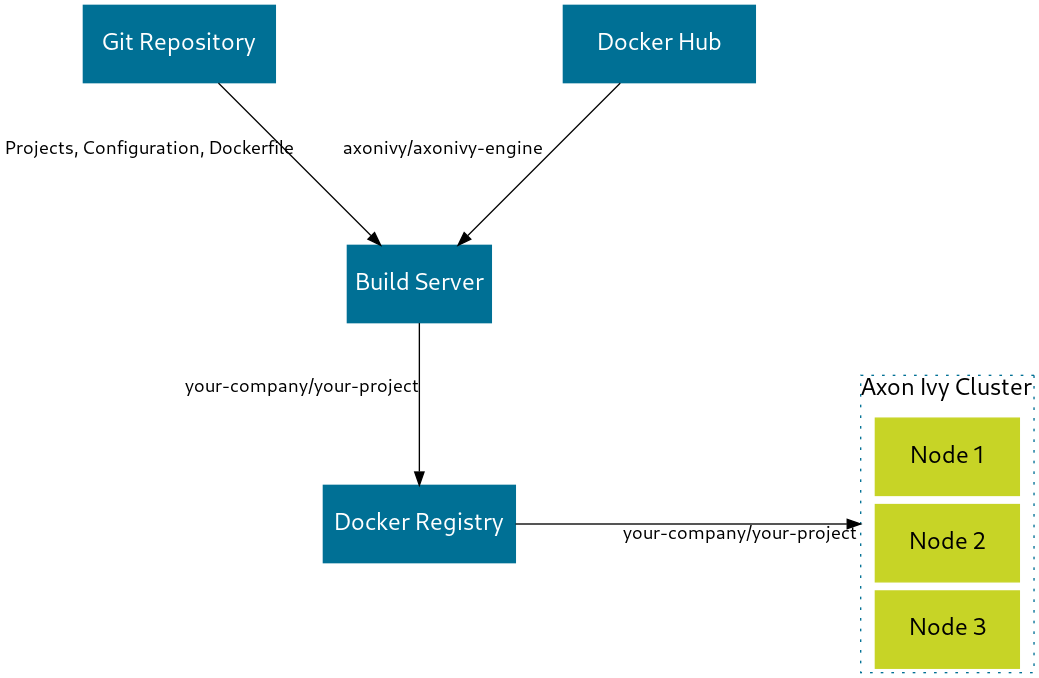 Git Repository
Docker Hub
Projects, Configuration, Dockerfile
axonivy/axonivy-engine
Build Server
your-company/your-project
Axon Ivy Cluster
Node 1
Docker Registry
your-company/your-project
Node 2
Node 3